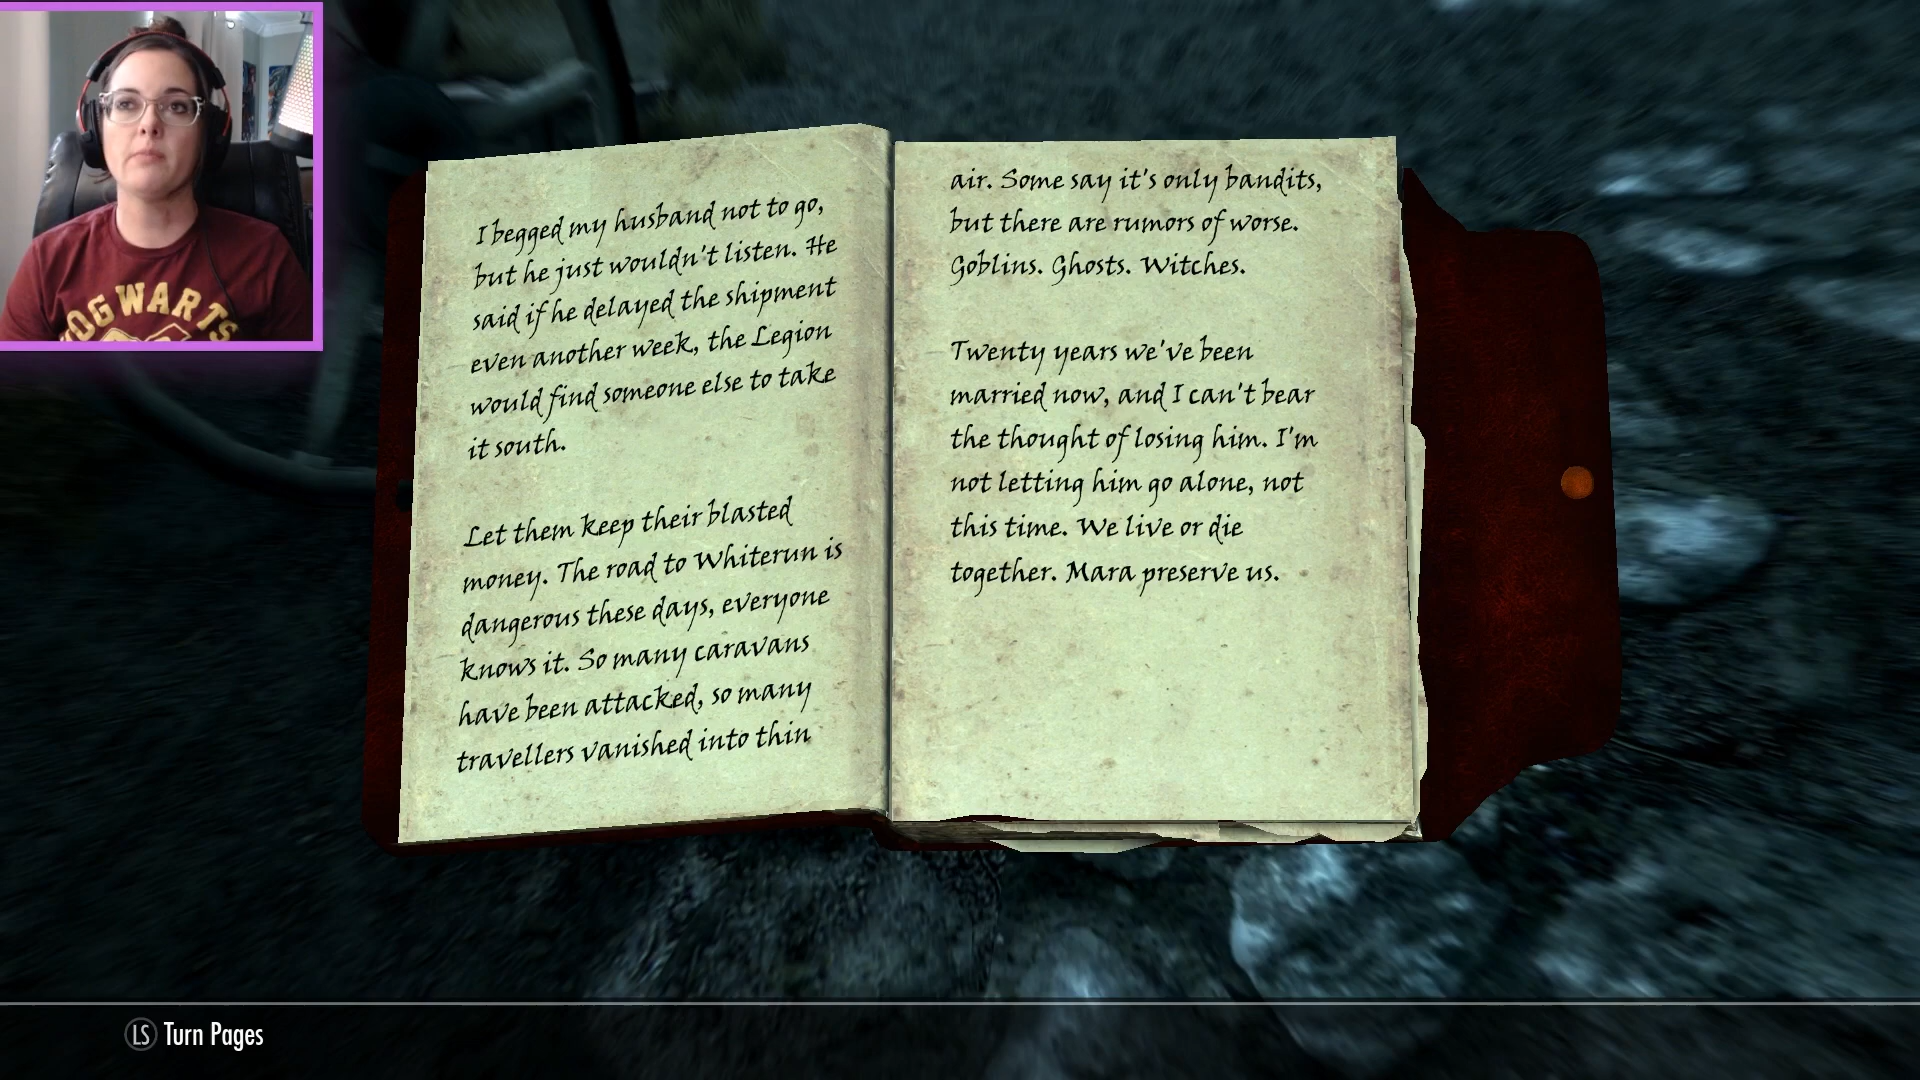 HOGWARTS
I begged my husband not to go,
but he just wouldn't listen. He
said if he delayed the shipment
even another week, the Legion
would find someone else to take
it south.
Let them keep their blasted
money. The road to Whiterun is
dangerous these days, everyone
knows it. So many caravans
have been attacked, so many
travellers vanished into thin
air. Some say it's only bandits,
but there are rumors of worse.
Goblins. Ghosts. Witches.
Twenty years we've been
married now, and I can't bear
the thought of losing him. I'm
not letting him go alone, not
this time. We live or die
together. Mara preserve us.
LS Turn Pages